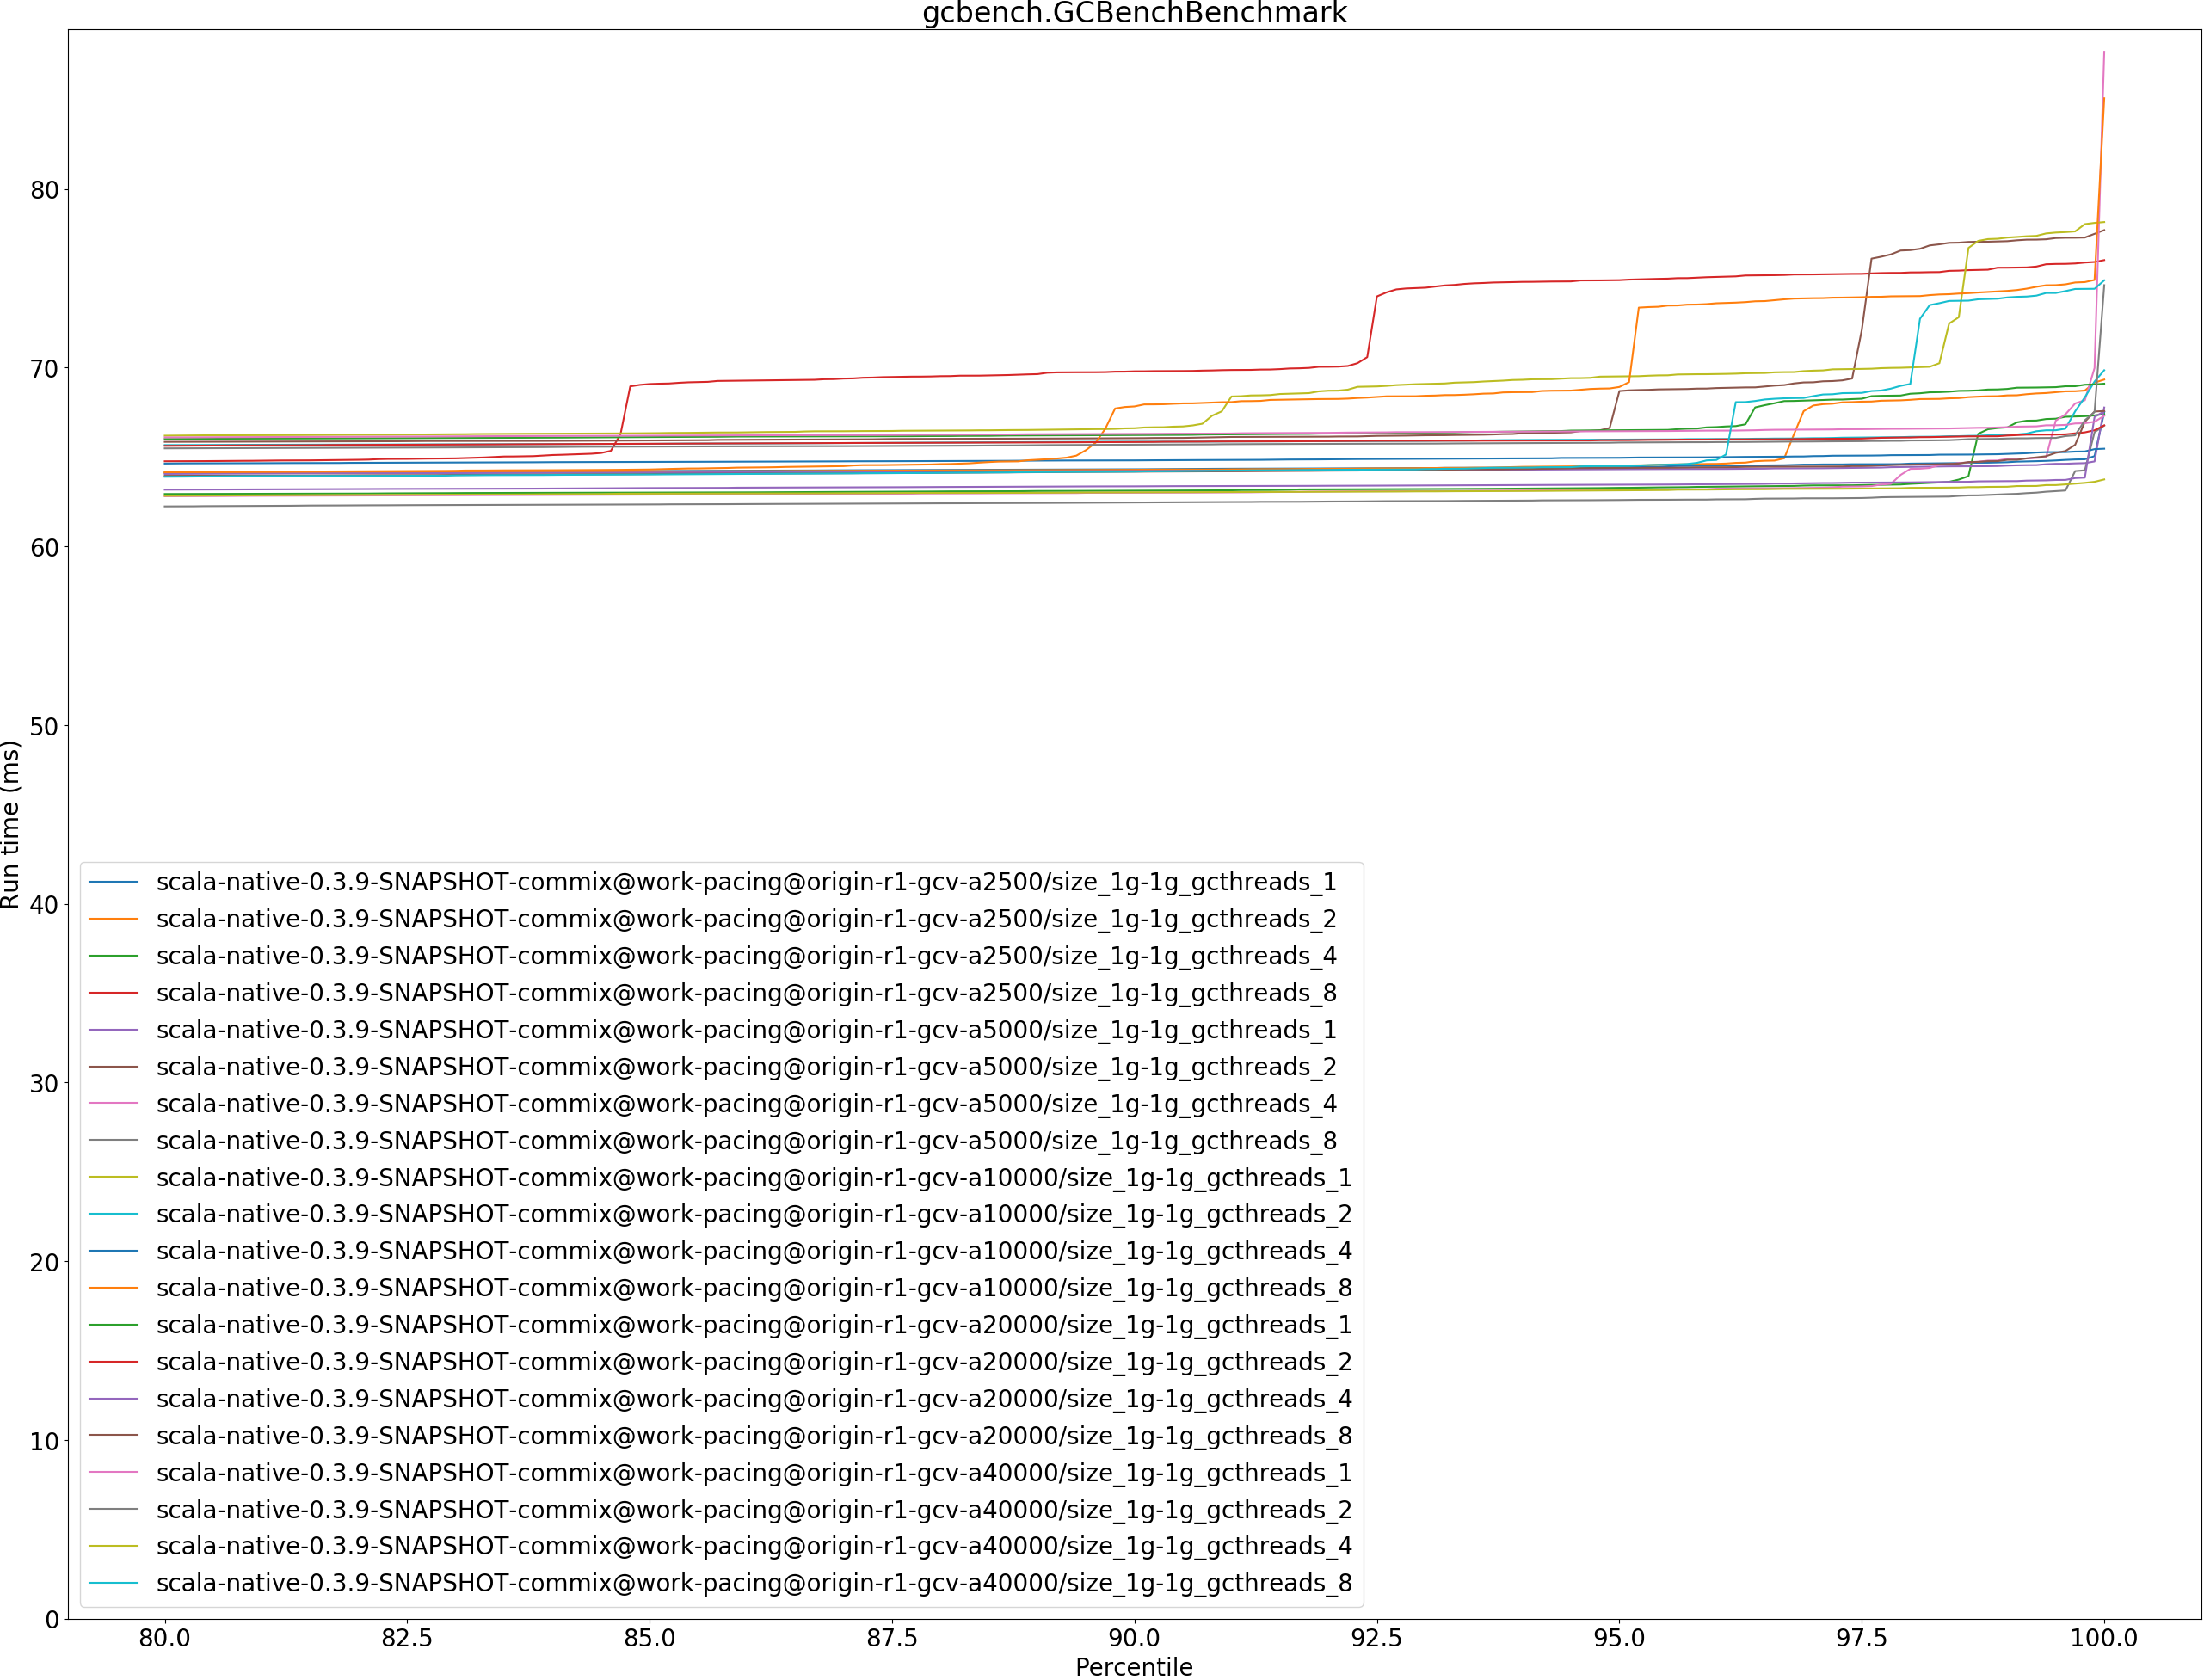 gcbench.GCBenchBenchmark
Run time (ms)
80
70
60
50
40
30
20
10
0
scala-native-0.3.9-SNAPSHOT-commix@work-pacing@origin-r1-gcv-a2500/size_1g-1g_gcthreads_1
scala-native-0.3.9-SNAPSHOT-commix@work-pacing@origin-r1-gcv-a2500/size_1g-1g_gcthreads_2
scala-native-0.3.9-SNAPSHOT-commix@work-pacing@origin-r1-gcv-a2500/size_1g-1g_gcthreads_4
scala-native-0.3.9-SNAPSHOT-commix@work-pacing@origin-r1-gcv-a2500/size_1g-1g_gcthreads_8
scala-native-0.3.9-SNAPSHOT-commix@work-pacing@origin-r1-gcv-a5000/size_1g-1g_gcthreads_1
scala-native-0.3.9-SNAPSHOT-commix@work-pacing@origin-r1-gcv-a5000/size_1g-1g_gcthreads_2
scala-native-0.3.9-SNAPSHOT-commix@work-pacing@origin-r1-gcv-a5000/size_1g-1g_gcthreads_4
scala-native-0.3.9-SNAPSHOT-commix@work-pacing@origin-r1-gcv-a5000/size_1g-1g_gcthreads_8
scala-native-0.3.9-SNAPSHOT-commix@work-pacing@origin-r1-gcv-a10000/size_1g-1g_gcthreads_1
scala-native-0.3.9-SNAPSHOT-commix@work-pacing@origin-r1-gcv-a10000/size_1g-1g_gcthreads_2
scala-native-0.3.9-SNAPSHOT-commix@work-pacing@origin-r1-gcv-a10000/size_1g-1g_gcthreads_4
scala-native-0.3.9-SNAPSHOT-commix@work-pacing@origin-r1-gcv-a10000/size_1g-1g_gcthreads_8
scala-native-0.3.9-SNAPSHOT-commix@work-pacing@origin-r1-gcv-a20000/size_1g-1g_gcthreads_1
scala-native-0.3.9-SNAPSHOT-commix@work-pacing@origin-r1-gcv-a20000/size_1g-1g_gcthreads_2
scala-native-0.3.9-SNAPSHOT-commix@work-pacing@origin-r1-gcv-a20000/size_1g-1g_gcthreads_4
scala-native-0.3.9-SNAPSHOT-commix@work-pacing@origin-r1-gcv-a20000/size_1g-1g_gcthreads_8
scala-native-0.3.9-SNAPSHOT-commix@work-pacing@origin-r1-gcv-a40000/size_1g-1g_gcthreads_1
scala-native-0.3.9-SNAPSHOT-commix@work-pacing@origin-r1-gcv-a40000/size_1g-1g_gcthreads_2
scala-native-0.3.9-SNAPSHOT-commix@work-pacing@origin-r1-gcv-a40000/size_1g-1g_gcthreads_4
scala-native-0.3.9-SNAPSHOT-commix@work-pacing@origin-r1-gcv-a40000/size_1g-1g_gcthreads_8
80.0 82.5 85.0 87.5 90.0 92.5 95.0 97.5 100.0
Percentile